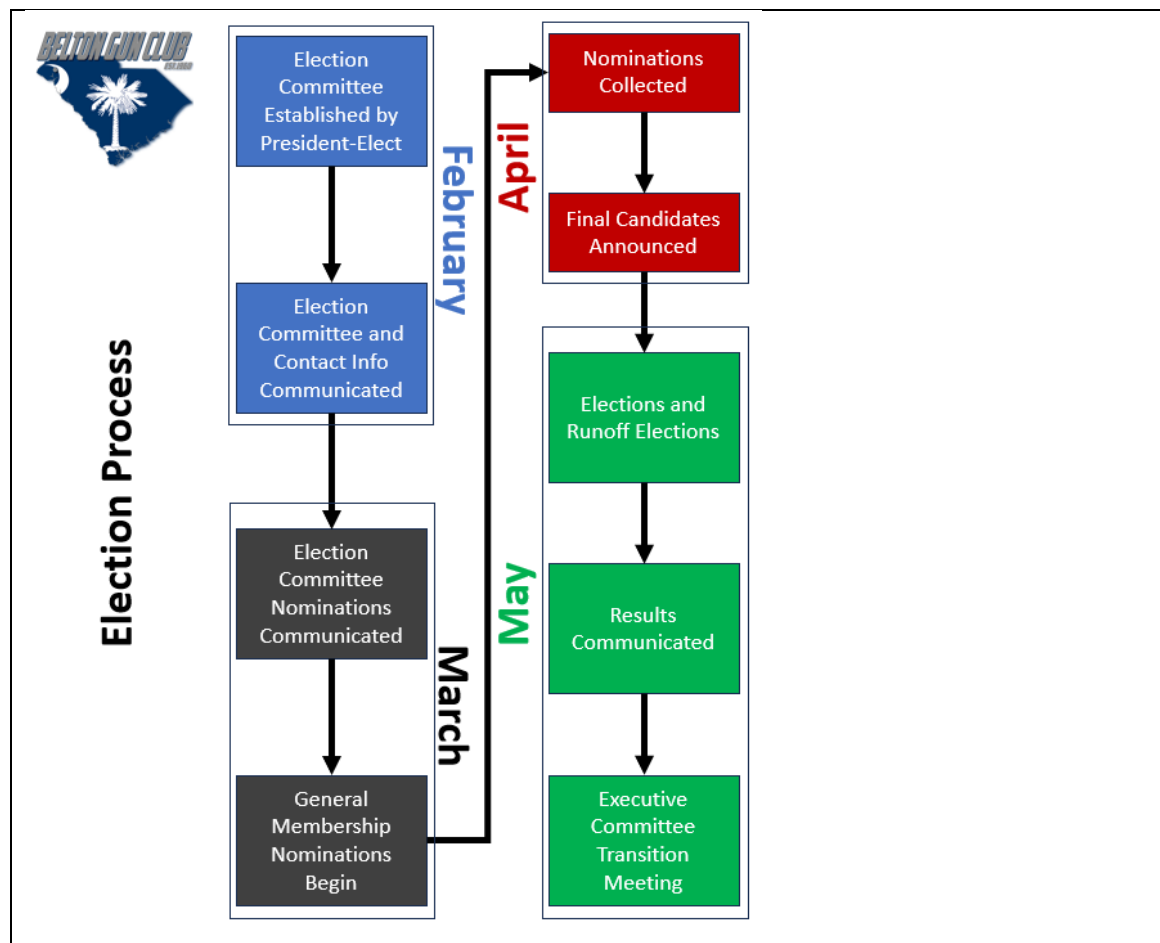 BELTON GUN CLUB
Election Process
Election
Committee
Established by
President-Elect
February
Election
Committee and
Contact Info
Communicated
Election
Committee
Nominations
Communicated
March
General
Membership
Nominations
Begin
April
Nominations
Collected
Final Candidates
Announced
May
Elections and
Runoff Elections
Results
Communicated
Executive
Committee
Transition
Meeting